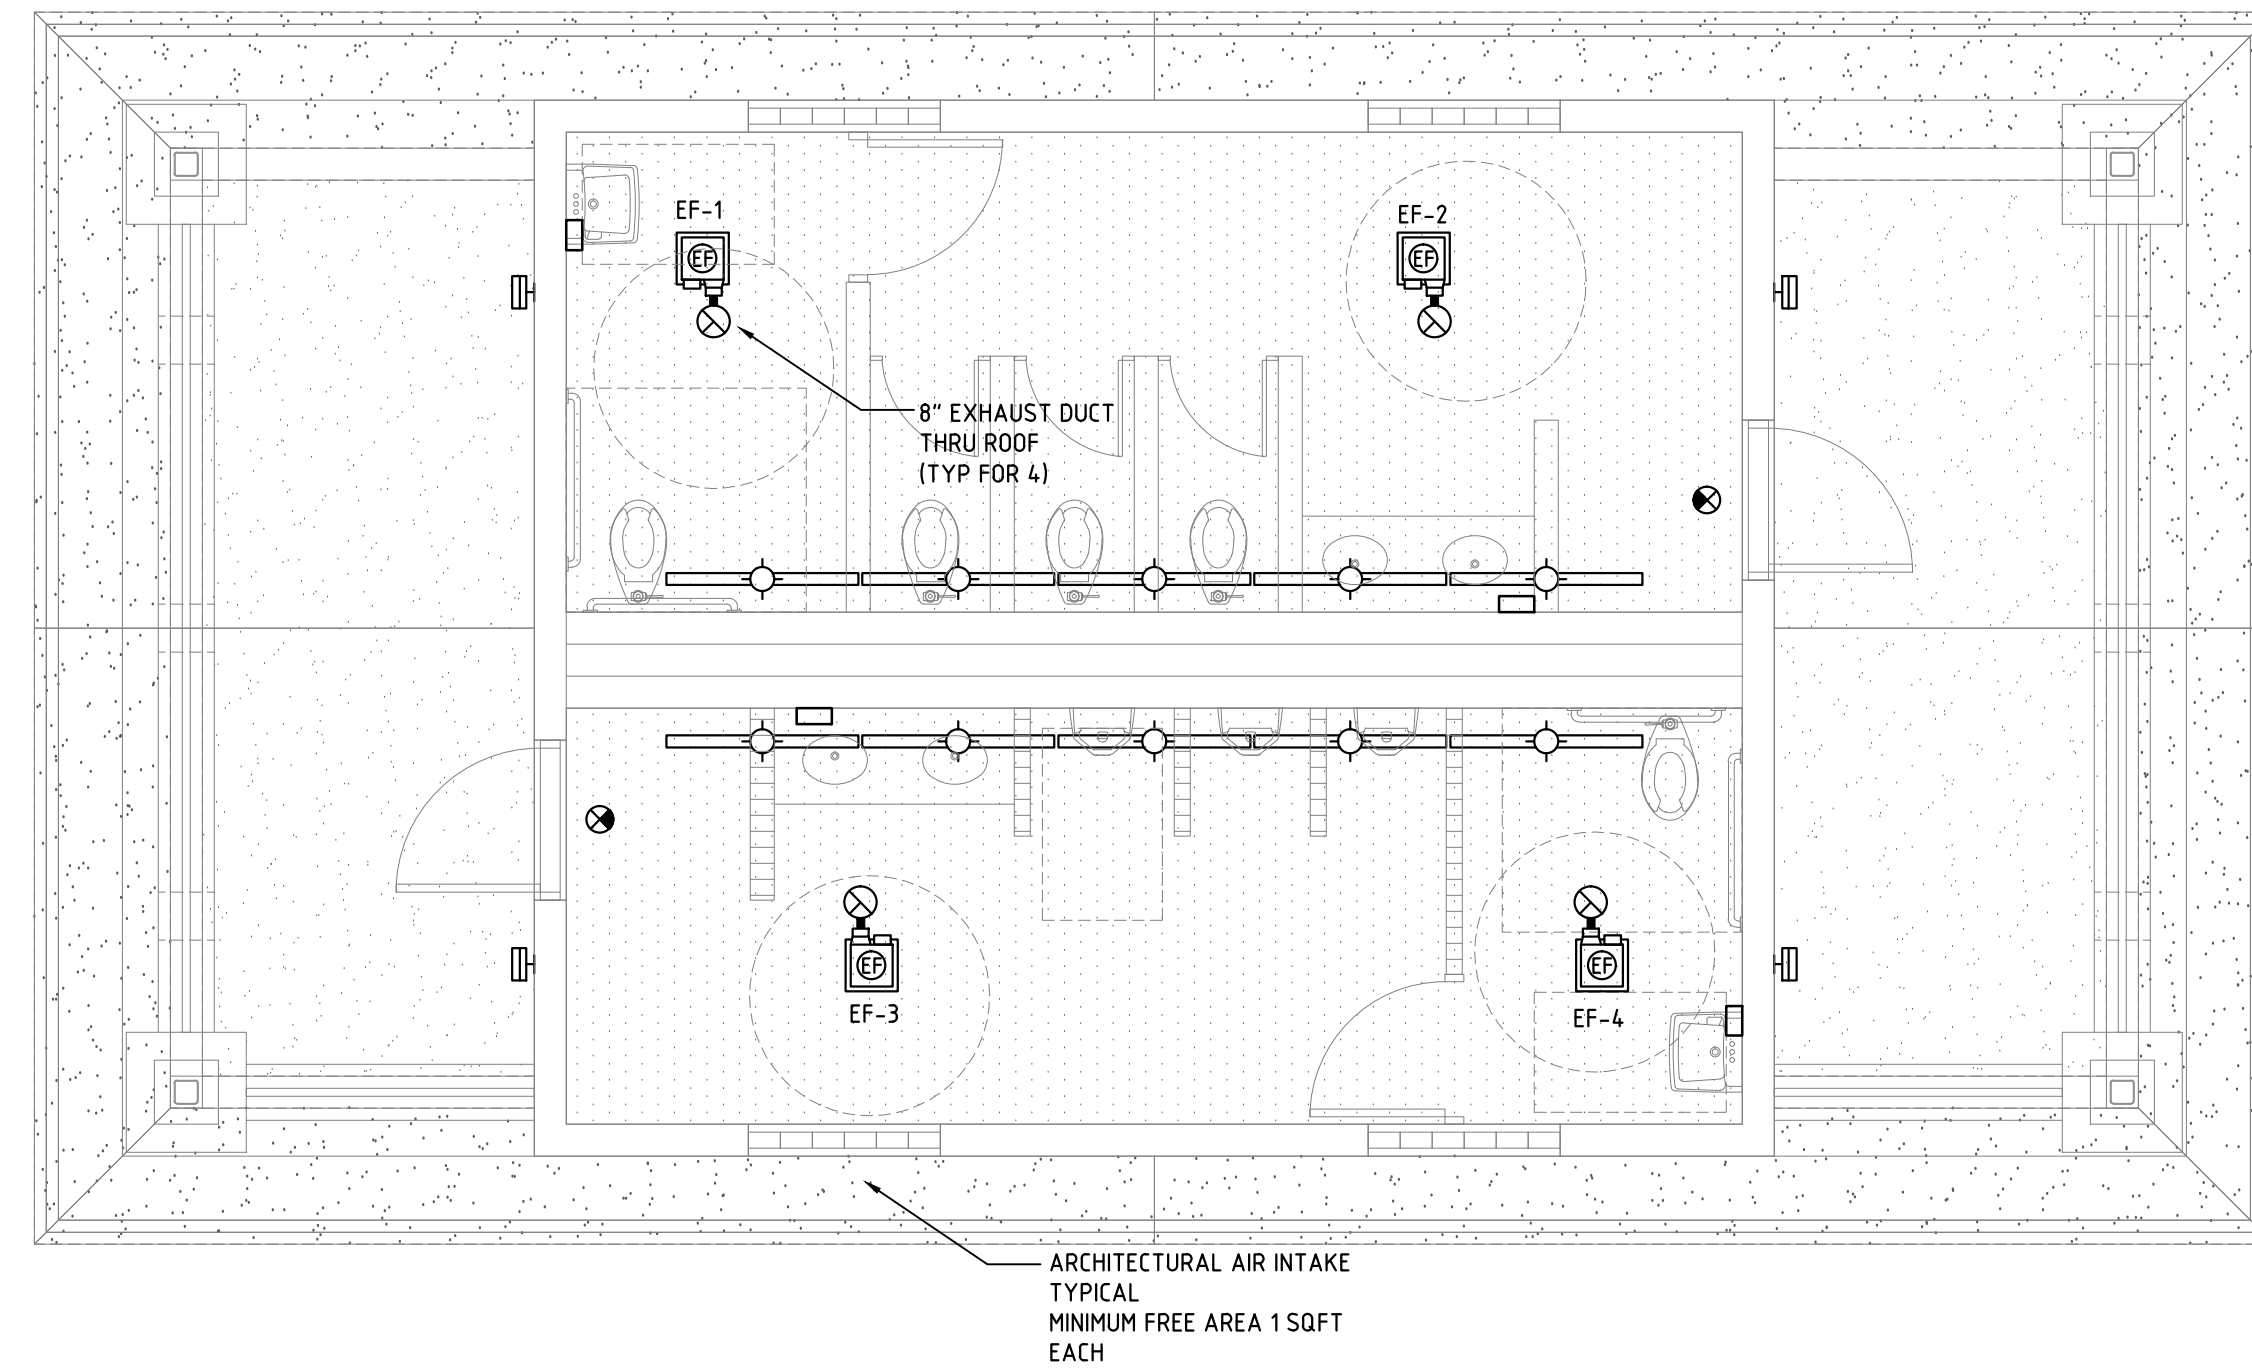 EF-1
EF-2
EF
EF
8" EXHAUST DUCT
THRU ROOF
(TYP FOR 4)
EF
EF
EF-3
EF-4
ARCHITECTURAL AIR INTAKE
TYPICAL
MINIMUM FREE AREA 1 SQFT
EACH